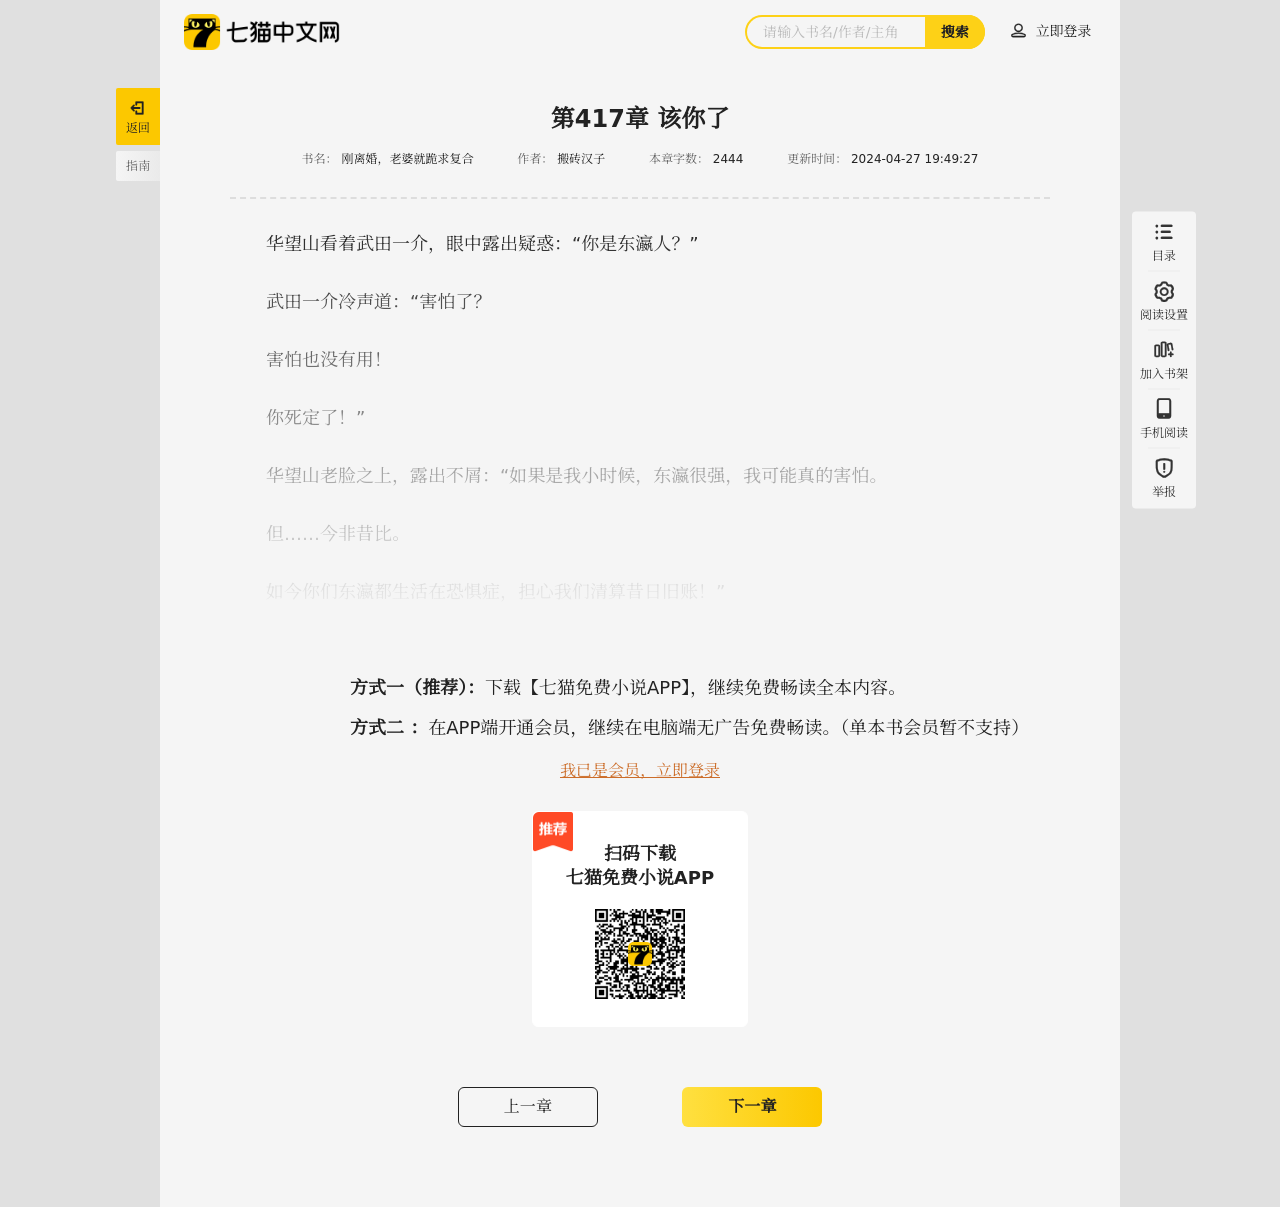 七猫中文网
请输入书名/作者/主角
搜索
立即登录
返回
指南
第417章 该你了
书名： 刚离婚，老婆就跪求复合 作者： 搬砖汉子 本章字数： 2444 更新时间： 2024-04-27 19:49:27
华望山看着武田一介，眼中露出疑惑：“你是东瀛人？”
武田一介冷声道：“害怕了？
害怕也没有用！
你死定了！”
华望山老脸之上，露出不屑：“如果是我小时候，东瀛很强，我可能真的害怕。
但……今非昔比。
如今你们东瀛都生活在恐惧症，担心我们清算昔日旧账！”
目录
阅读设置
加入书架
手机阅读
举报
方式一（推荐）：下载【七猫免费小说APP】，继续免费畅读全本内容。
方式二 ：在APP端开通会员，继续在电脑端无广告免费畅读。（单本书会员暂不支持）
我已是会员，立即登录
推荐
扫码下载
七猫免费小说APP
上一章
下一章